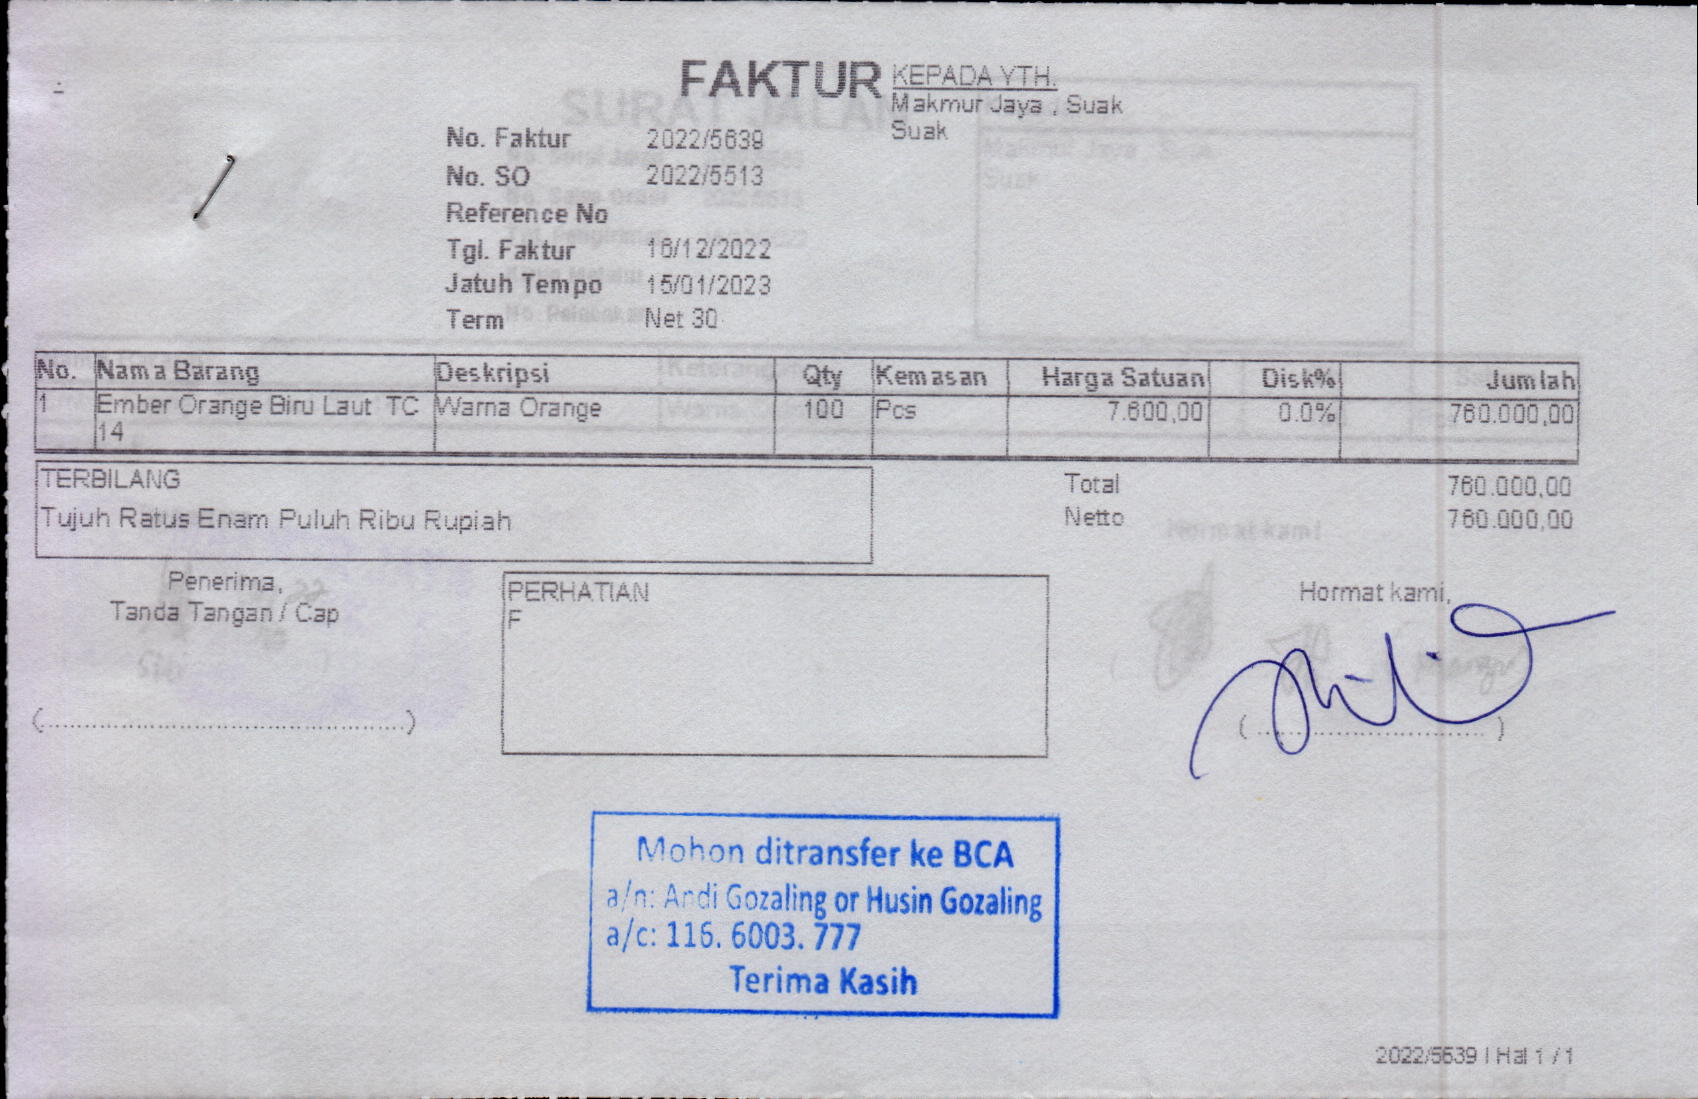 FAKTUR
KEPADA YTH.
Makmur Jaya , Suak
Suak
No. Faktur 2022/5639
No. SO 2022/5513
Reference No
Tgl. Faktur 16/12/2022
Jatuh Tempo 15/01/2023
Term Net 30
No. Nama Barang Deskripsi Qty Kemasan Harga Satuan Disk% Jumlah
1 Ember Orange Biru Laut TC Warna Orange 100 Pcs 7.600,00 0.0% 760.000,00
14
TERBILANG
Tujuh Ratus Enam Puluh Ribu Rupiah
Total 760.000,00
Netto 760.000,00
Penerima,
Tanda Tangan / Cap
PERHATIAN
F
Hormat kami,
(........................................)
(........................................)
Mohon ditransfer ke BCA
a/n: Andi Gozaling or Husin Gozaling
a/c: 116. 6003. 777
Terima Kasih
2022/5639 | Hal 1 / 1